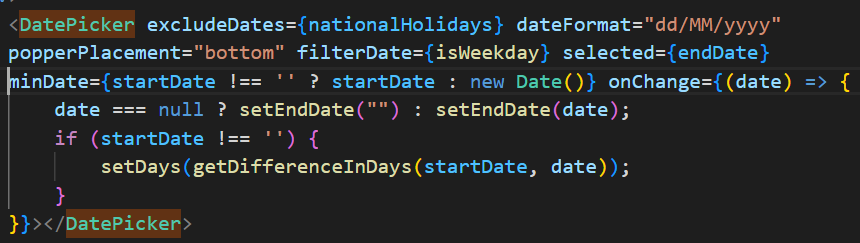 <DatePicker excludeDates={nationalHolidays} dateFormat="dd/MM/yyyy"
popperPlacement="bottom" filterDate={isWeekday} selected={endDate}
minDate={startDate !== '' ? startDate : new Date()} onChange={(date) => {
    date === null ? setEndDate("") : setEndDate(date);
    if (startDate !== '') {
        setDays(getDifferenceInDays(startDate, date));
    }
}}></DatePicker>